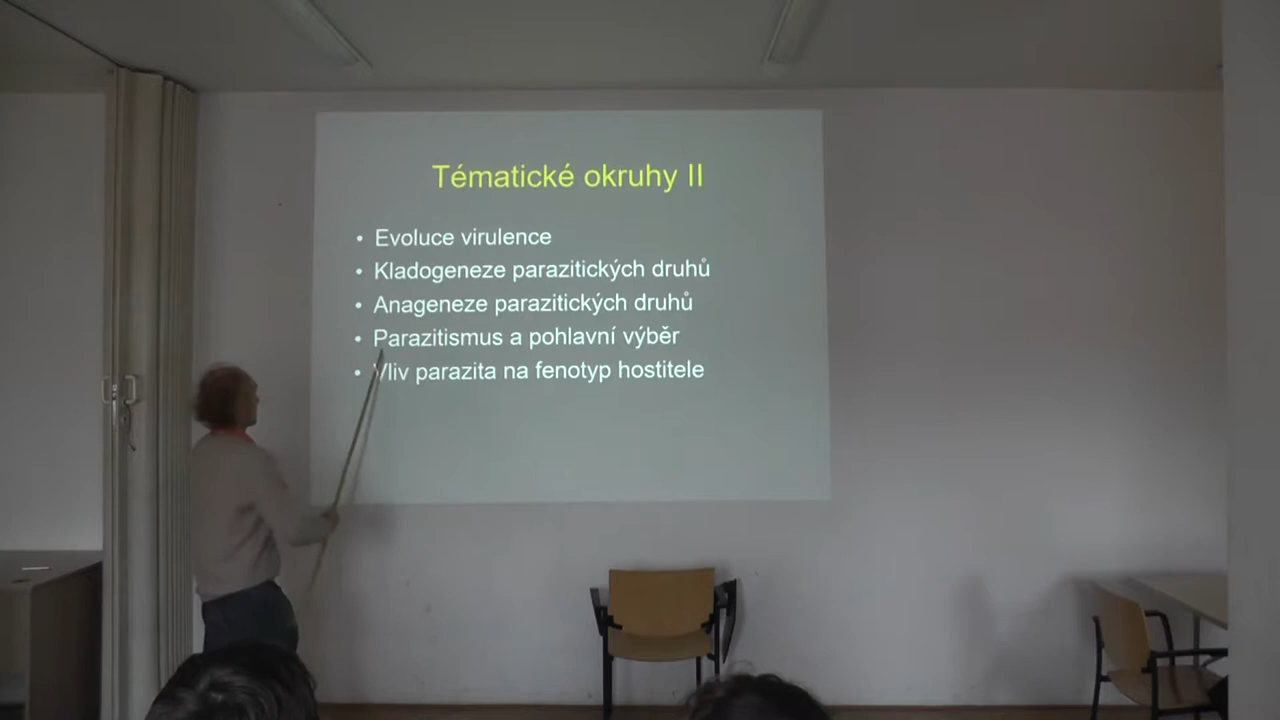 Tématické okruhy II
• Evoluce virulence
• Kladogeneze parazitických druhů
• Anageneze parazitických druhů
• Parazitismus a pohlavní výběr
• Vliv parazita na fenotyp hostitele